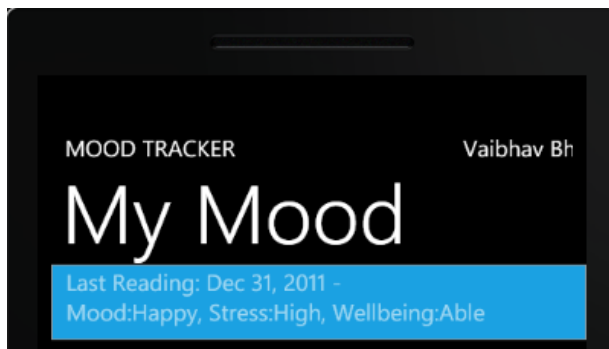 MOOD TRACKER Vaibhav Bh
My Mood
Last Reading: Dec 31, 2011 -
Mood:Happy, Stress:High, Wellbeing:Able